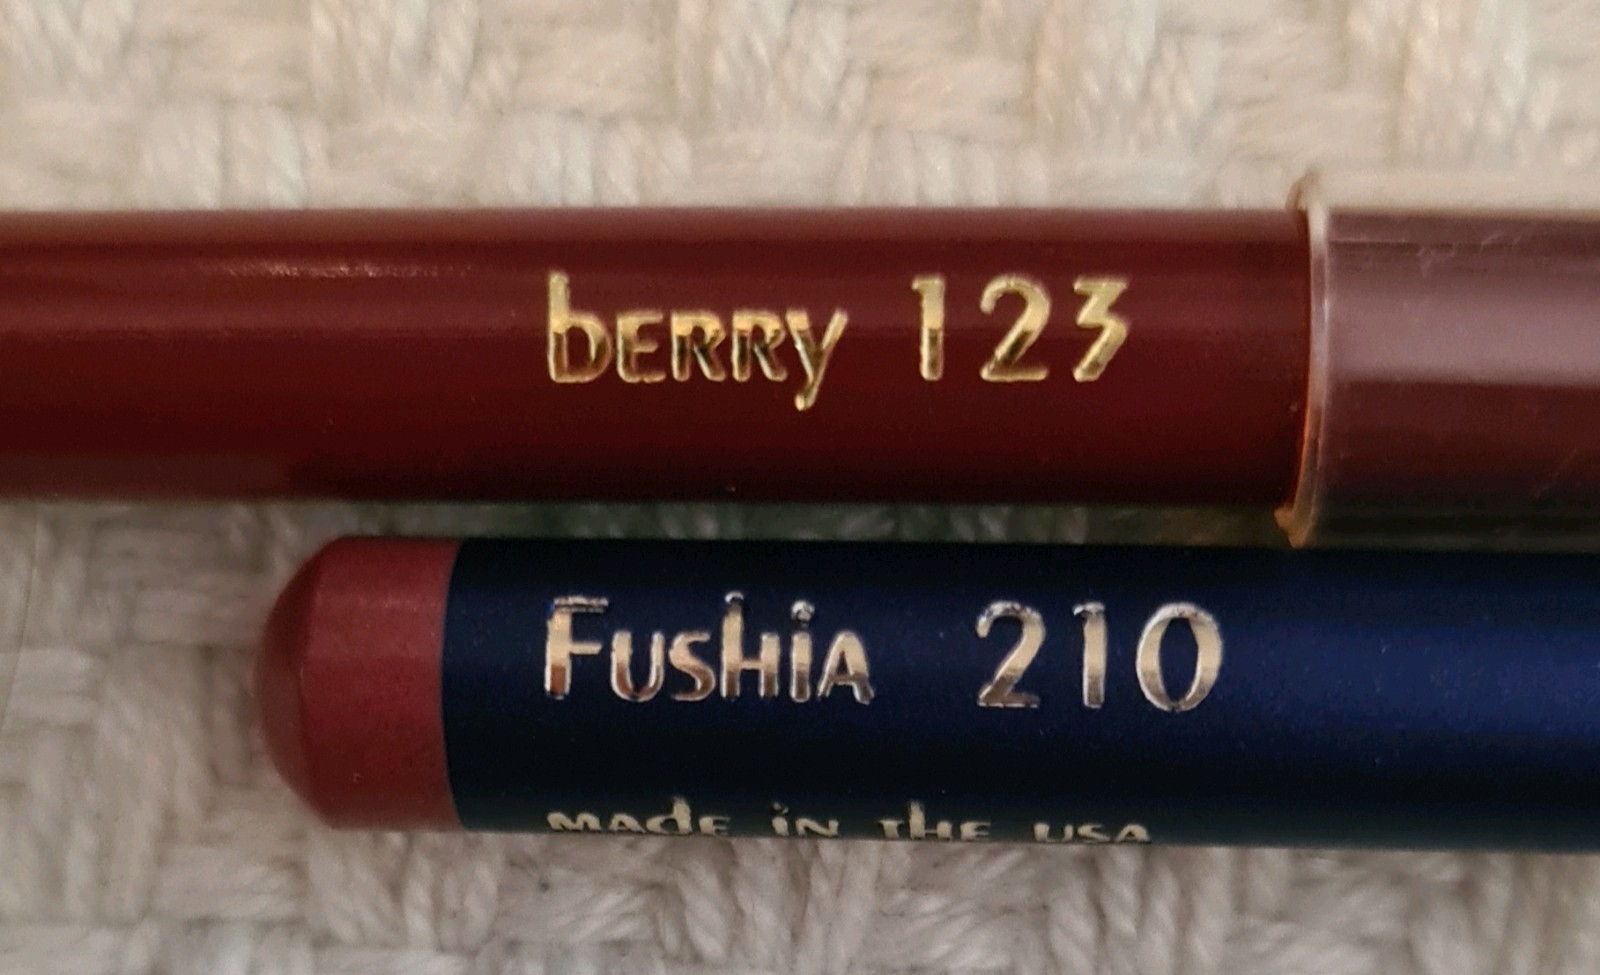 bERRy 123
FusHiA 210
MAdE iN THE USA